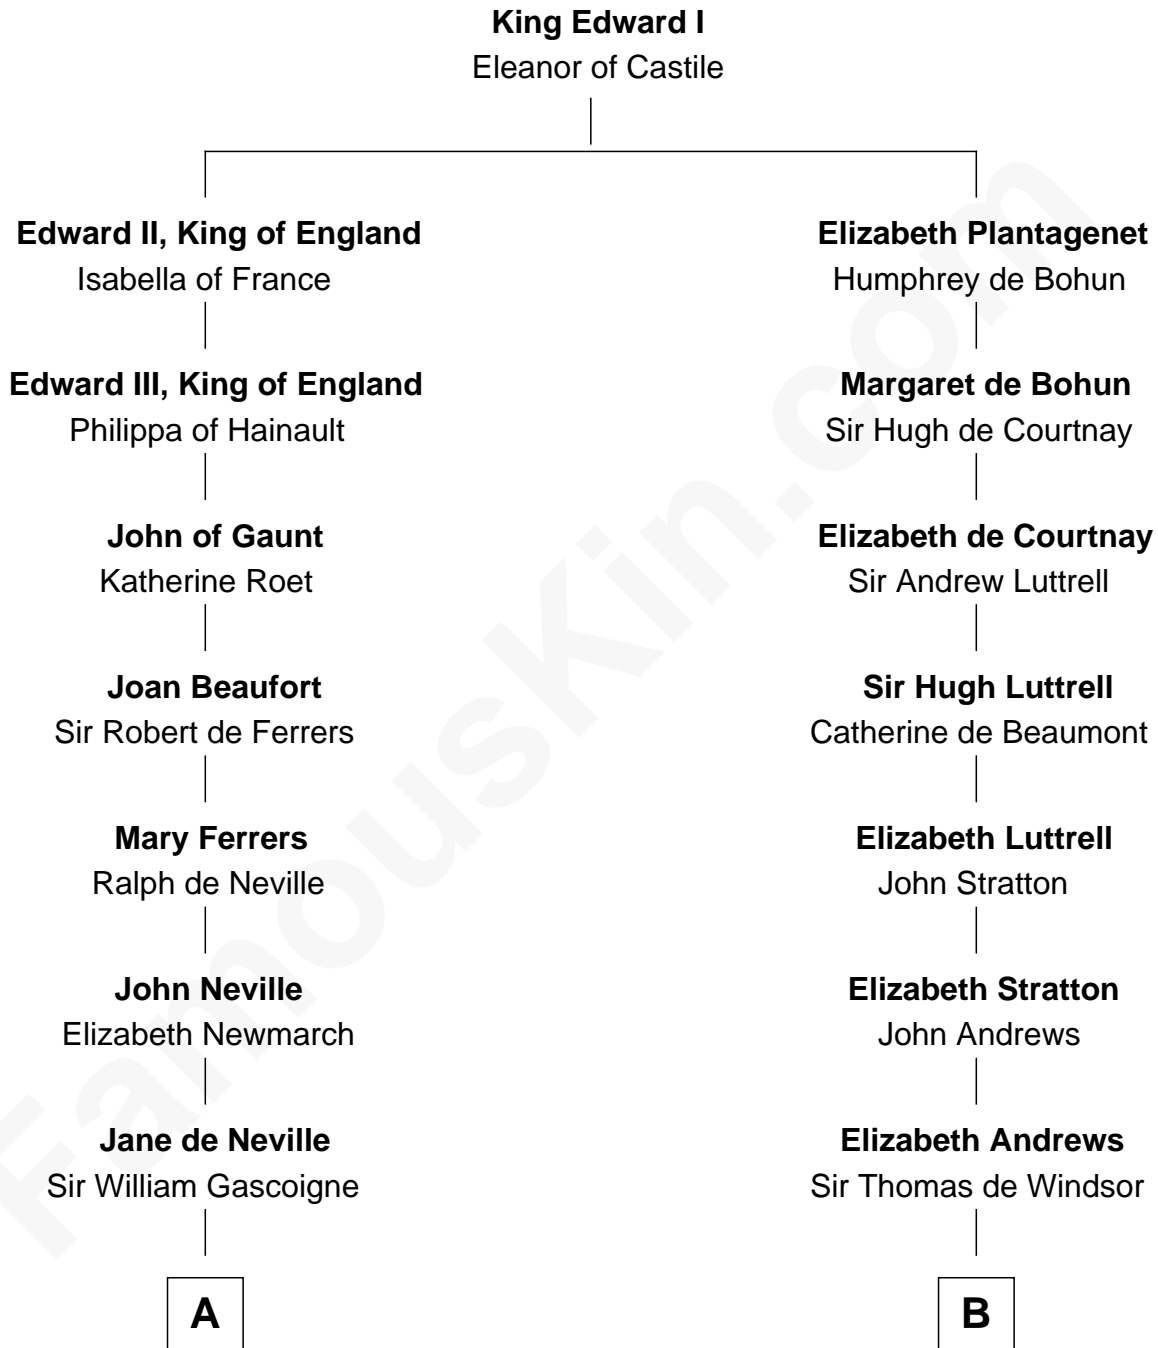 King Edward I
Eleanor of Castile
Edward II, King of England
Isabella of France
Elizabeth Plantagenet
Humphrey de Bohun
Edward III, King of England
Philippa of Hainault
Margaret de Bohun
Sir Hugh de Courtnay
John of Gaunt
Katherine Roet
Elizabeth de Courtnay
Sir Andrew Luttrell
Joan Beaufort
Sir Robert de Ferrers
Sir Hugh Luttrell
Catherine de Beaumont
Mary Ferrers
Ralph de Neville
Elizabeth Luttrell
John Stratton
John Neville
Elizabeth Newmarch
Elizabeth Stratton
John Andrews
Jane de Neville
Sir William Gascoigne
Elizabeth Andrews
Sir Thomas de Windsor
A
B
FamousKin.com